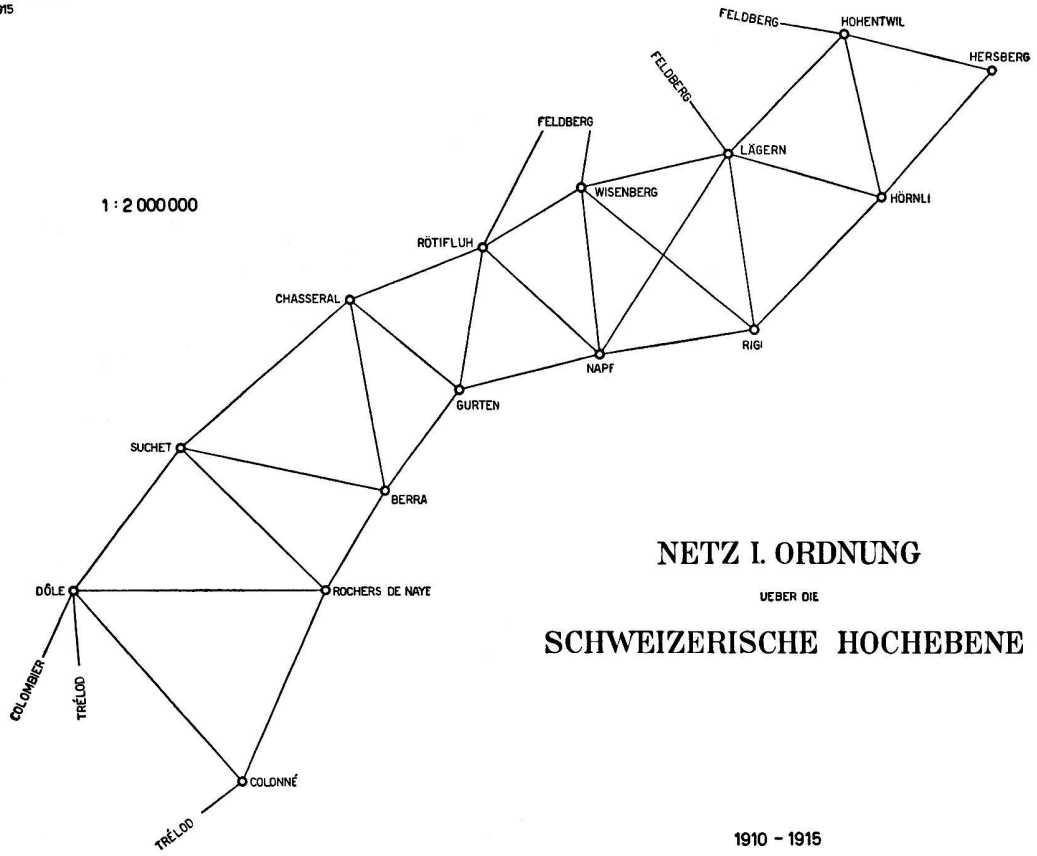 915
FELDBERG
HOHENTWIL
HERSBERG
FELDBERG
FELDBERG
LÄGERN
WISENBERG
HÖRNLI
1 : 2 000 000
RÖTIFLUH
CHASSERAL
RIGI
NAPF
GURTEN
SUCHET
BERRA
NETZ I. ORDNUNG
UEBER DIE
SCHWEIZERISCHE HOCHEBENE
DÔLE
ROCHERS DE NAYE
COLOMBIER
TRÉLOD
COLONNÉ
TRÉLOD
1910 - 1915